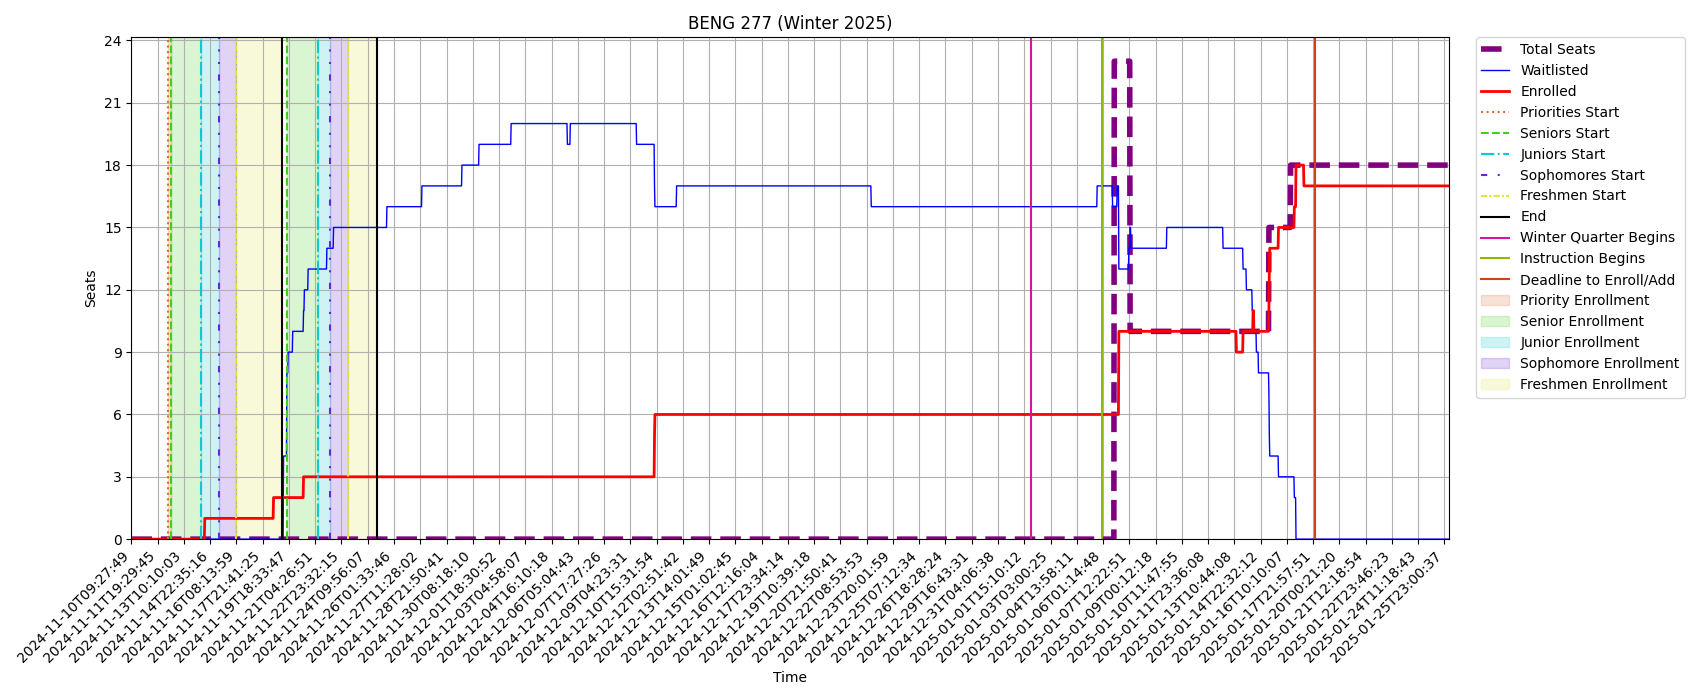 BENG 277 (Winter 2025)
24
21
18
15
12
9
6
3
0
Seats
2024-11-10T09:27:49
2024-11-11T19:29:45
2024-11-13T10:10:03
2024-11-14T22:35:16
2024-11-16T08:13:59
2024-11-17T21:41:25
2024-11-19T18:33:47
2024-11-21T04:26:51
2024-11-22T23:32:15
2024-11-24T09:56:07
2024-11-26T01:33:46
2024-11-27T11:28:02
2024-11-28T21:50:41
2024-11-30T08:18:10
2024-12-01T18:30:52
2024-12-03T04:58:07
2024-12-04T16:10:18
2024-12-06T05:04:43
2024-12-07T17:27:26
2024-12-09T04:23:31
2024-12-10T15:31:54
2024-12-12T02:51:42
2024-12-13T14:01:49
2024-12-15T01:02:45
2024-12-16T12:16:04
2024-12-17T23:34:14
2024-12-19T10:39:18
2024-12-20T21:50:41
2024-12-22T08:53:53
2024-12-23T20:01:59
2024-12-25T07:12:34
2024-12-26T18:28:24
2024-12-29T16:43:31
2024-12-31T04:06:38
2025-01-01T15:10:12
2025-01-03T03:00:25
2025-01-04T13:58:11
2025-01-06T01:14:48
2025-01-07T12:22:51
2025-01-09T00:12:18
2025-01-10T11:47:55
2025-01-11T23:36:08
2025-01-13T10:44:08
2025-01-14T22:32:12
2025-01-16T10:10:07
2025-01-17T21:57:51
2025-01-20T00:21:20
2025-01-21T12:18:54
2025-01-22T23:46:23
2025-01-24T11:18:43
2025-01-25T23:00:37
Time
Total Seats
Waitlisted
Enrolled
Priorities Start
Seniors Start
Juniors Start
Sophomores Start
Freshmen Start
End
Winter Quarter Begins
Instruction Begins
Deadline to Enroll/Add
Priority Enrollment
Senior Enrollment
Junior Enrollment
Sophomore Enrollment
Freshmen Enrollment